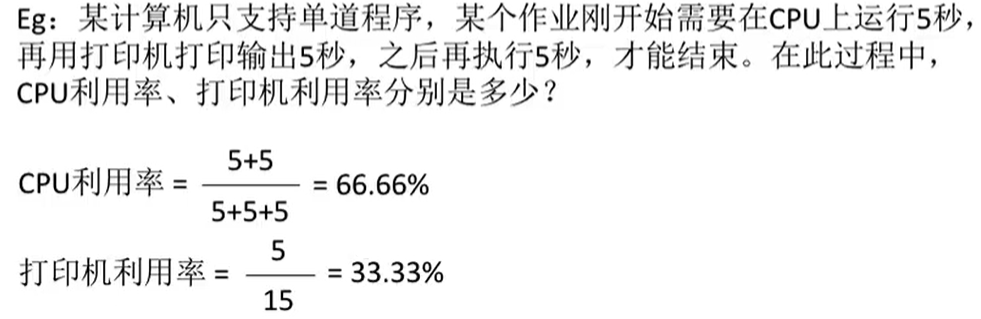 Eg：某计算机只支持单道程序，某个作业刚开始需要在CPU上运行5秒，
再用打印机打印输出5秒，之后再执行5秒，才能结束。在此过程中，
CPU利用率、打印机利用率分别是多少？
5+5
CPU利用率 = = 66.66%
5+5+5
5
打印机利用率 = = 33.33%
15